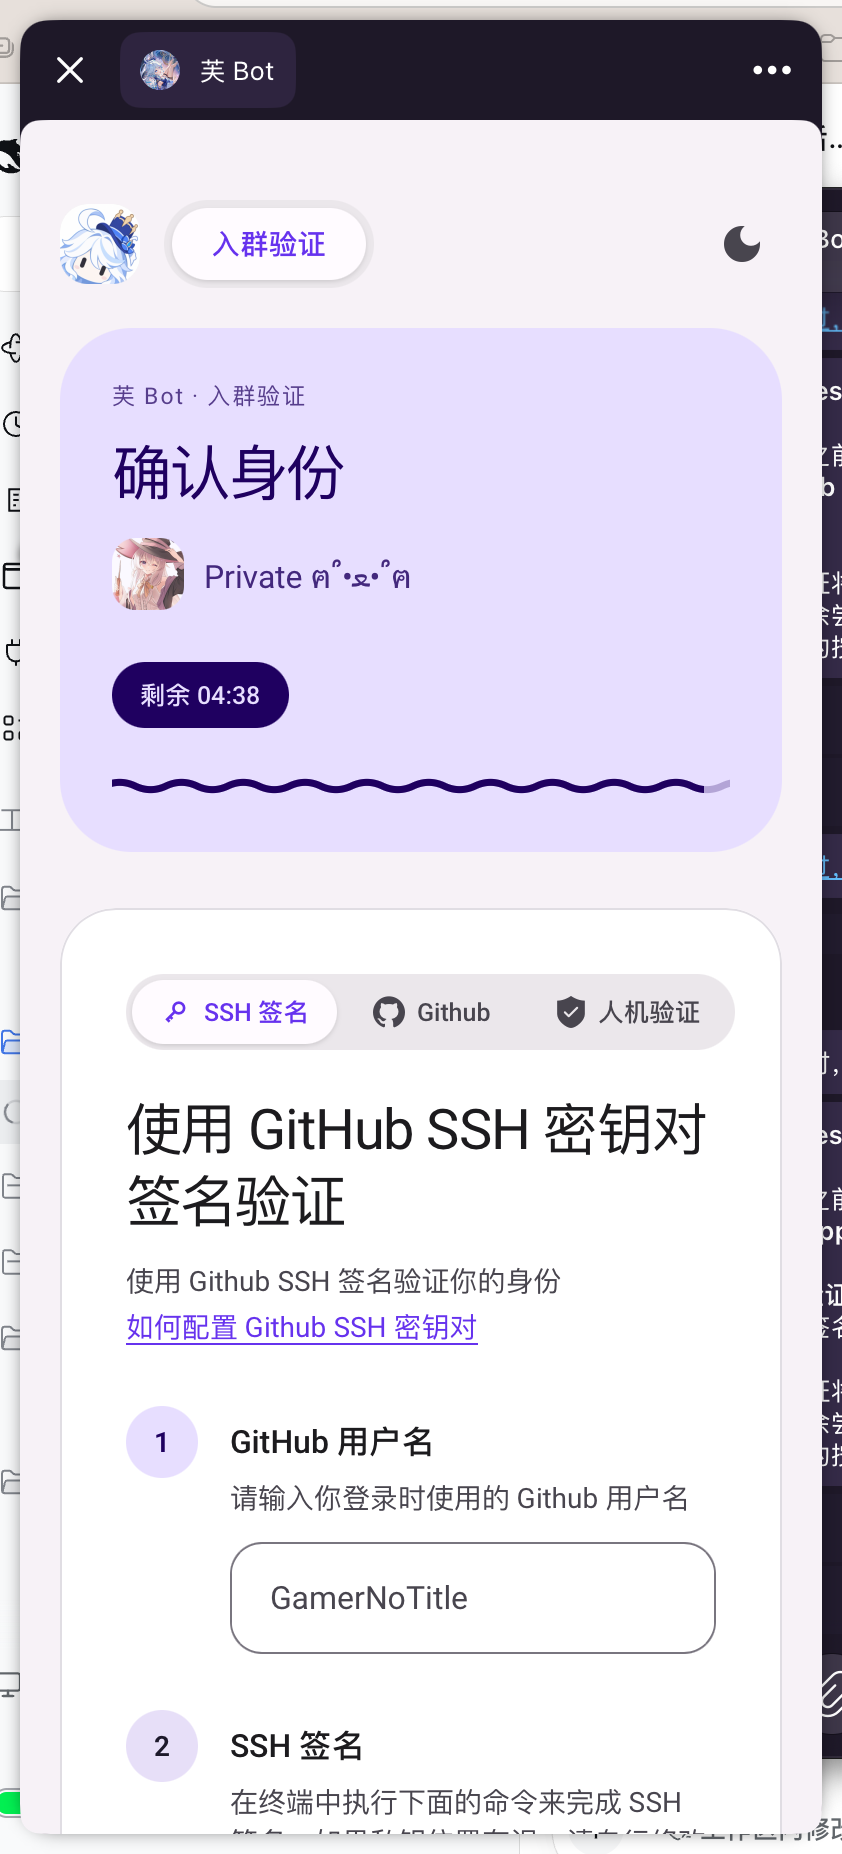 芙 Bot
入群验证
芙 Bot · 入群验证
确认身份
Private
剩余 04:38
SSH 签名
Github
人机验证
使用 GitHub SSH 密钥对
签名验证
使用 Github SSH 签名验证你的身份
如何配置 Github SSH 密钥对
1
GitHub 用户名
请输入你登录时使用的 Github 用户名
GamerNoTitle
2
SSH 签名
在终端中执行下面的命令来完成 SSH